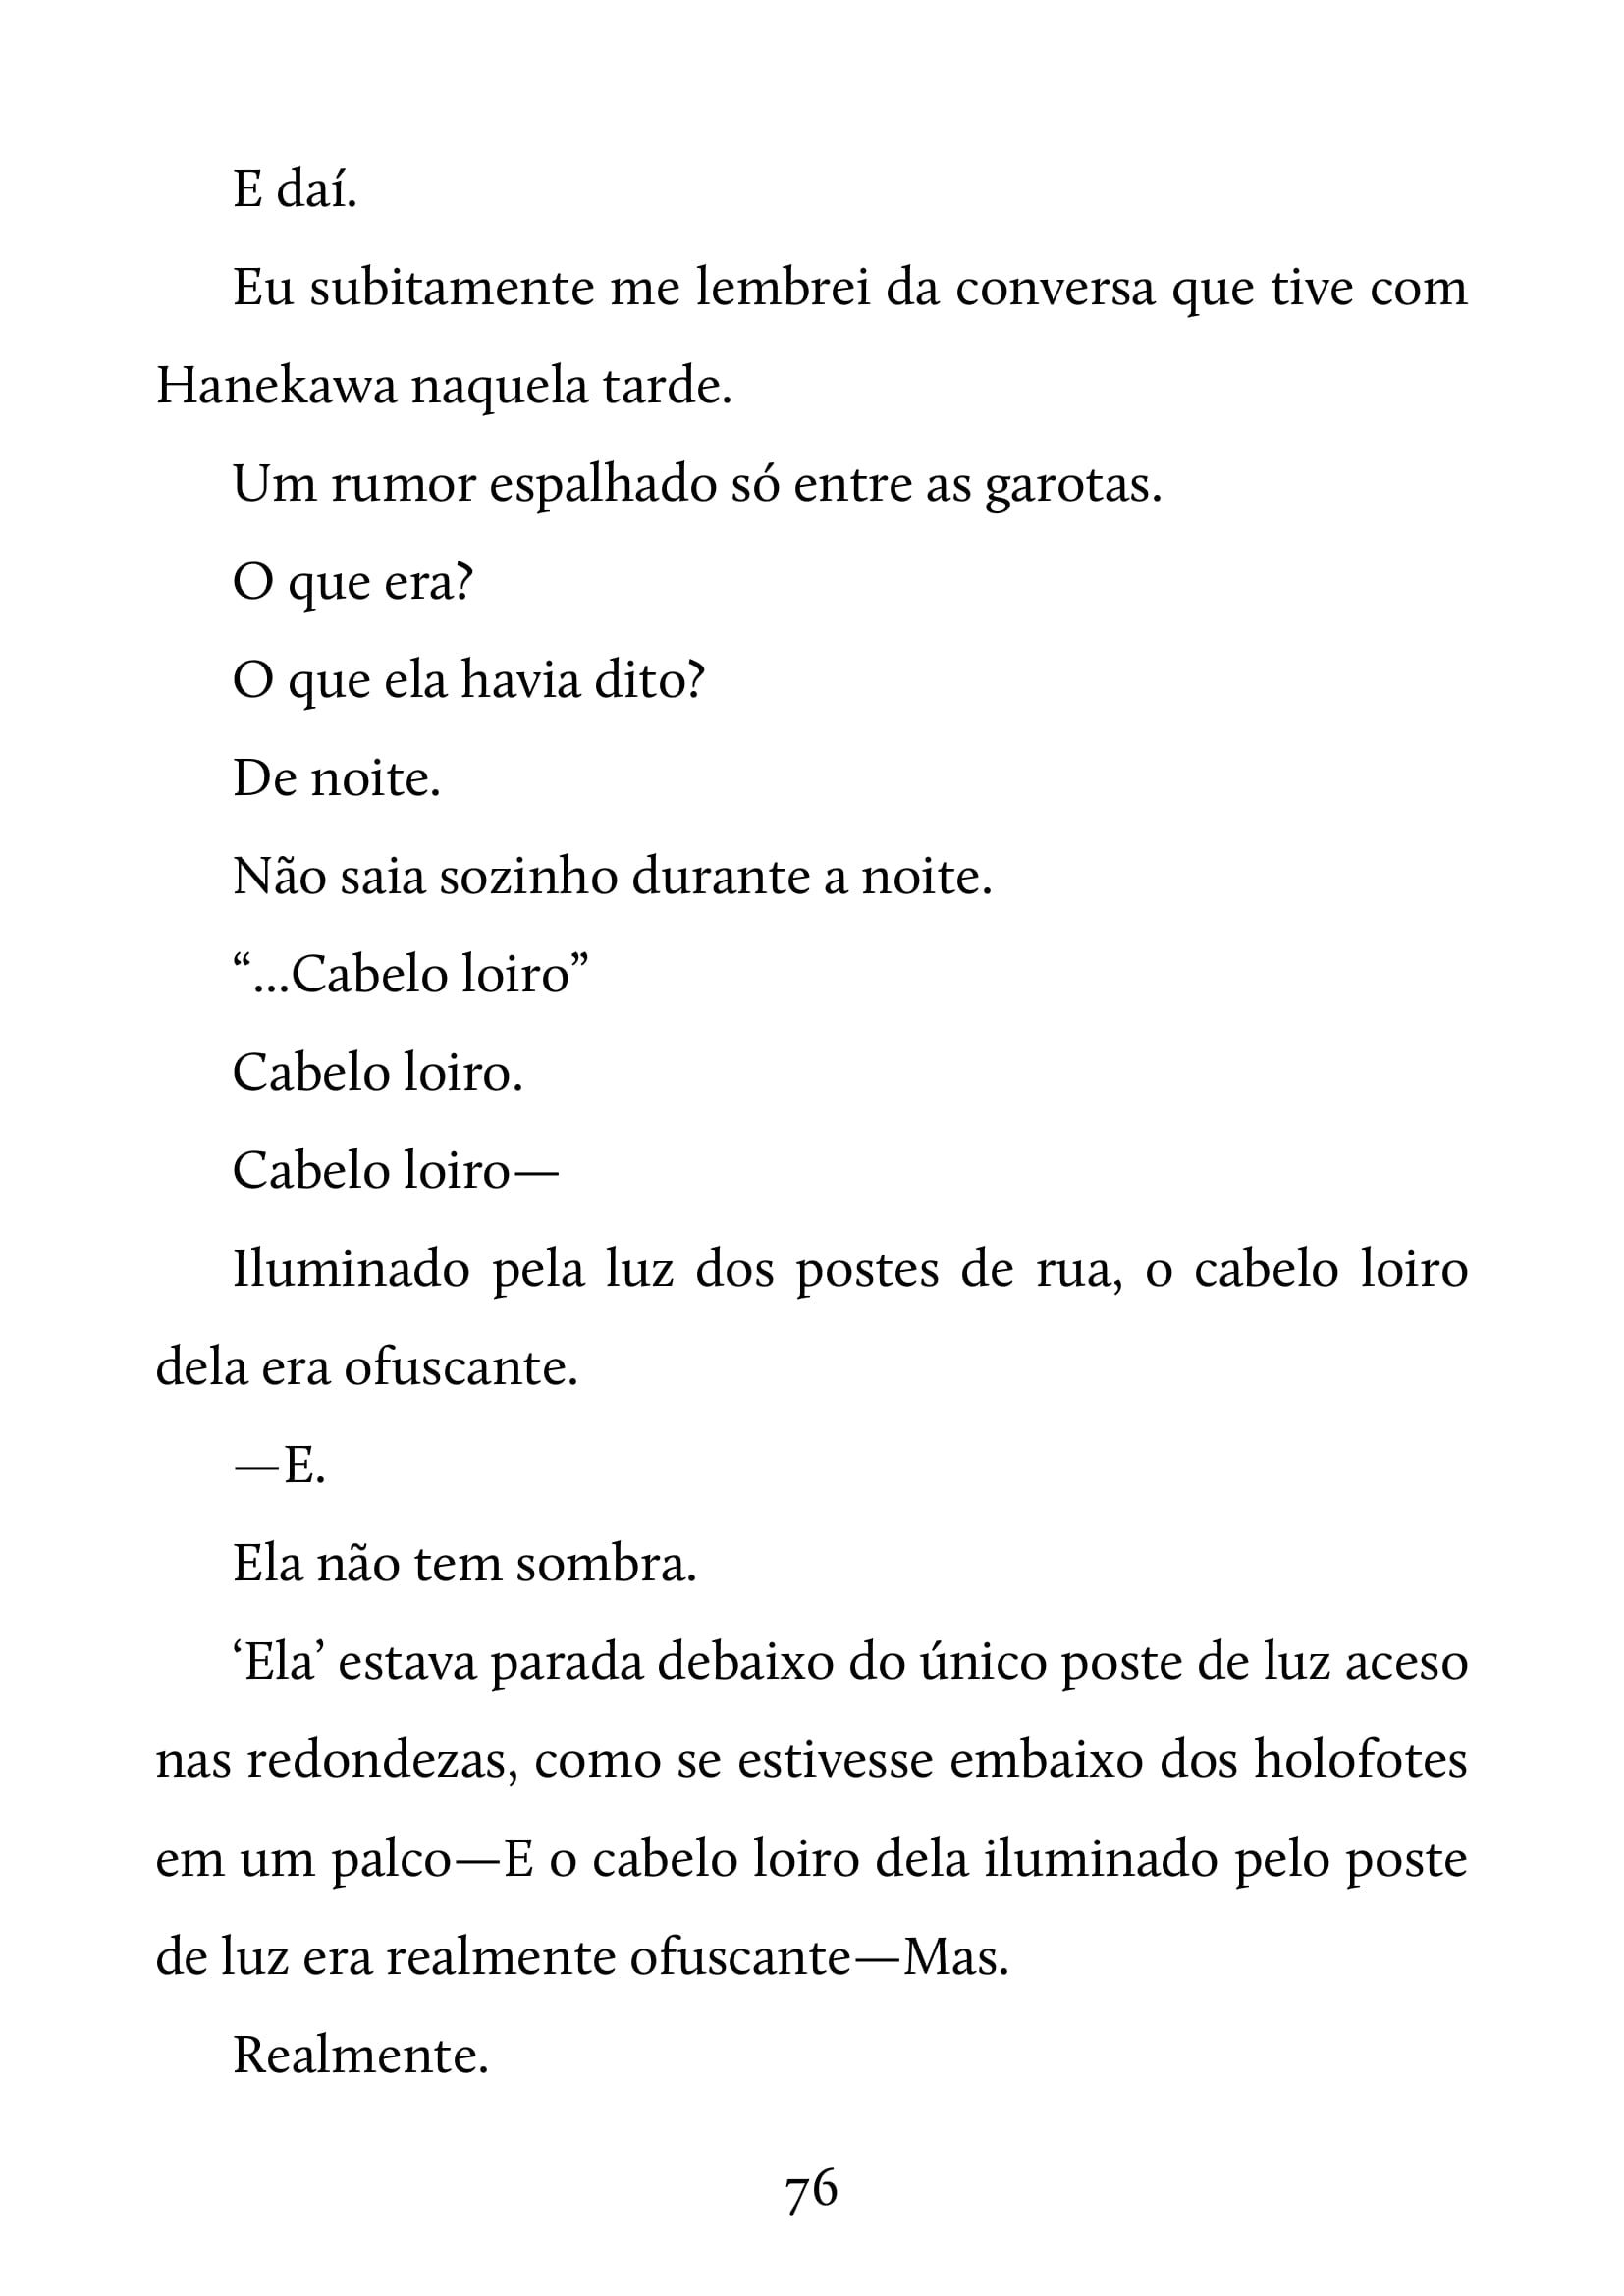 E daí.
Eu subitamente me lembrei da conversa que tive com
Hanekawa naquela tarde.
Um rumor espalhado só entre as garotas.
O que era?
O que ela havia dito?
De noite.
Não saia sozinho durante a noite.
“...Cabelo loiro”
Cabelo loiro.
Cabelo loiro—
Iluminado pela luz dos postes de rua, o cabelo loiro
dela era ofuscante.
—E.
Ela não tem sombra.
‘Ela’ estava parada debaixo do único poste de luz aceso
nas redondezas, como se estivesse embaixo dos holofotes
em um palco—E o cabelo loiro dela iluminado pelo poste
de luz era realmente ofuscante—Mas.
Realmente.
76